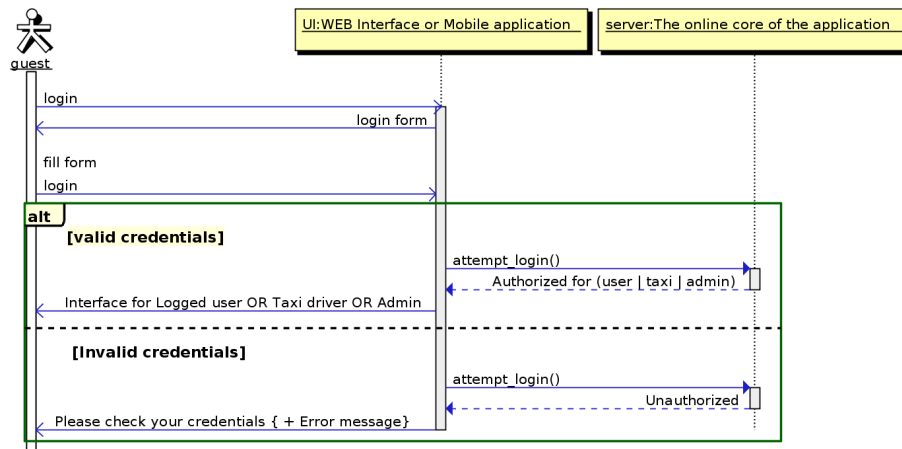 UI:WEB Interface or Mobile application
server:The online core of the application
guest
login
login form
fill form
login
alt
[valid credentials]
attempt_login()
Authorized for (user | taxi | admin)
Interface for Logged user OR Taxi driver OR Admin
[Invalid credentials]
attempt_login()
Unauthorized
Please check your credentials { + Error message}